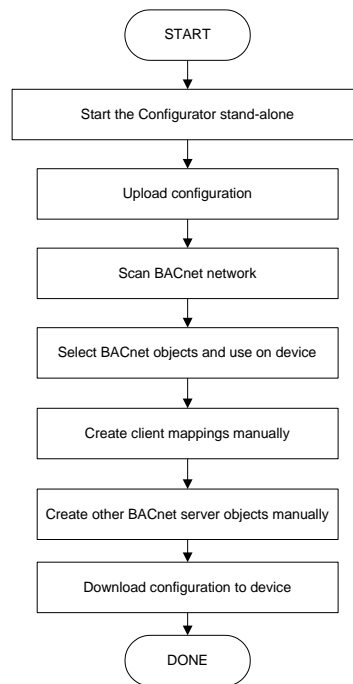 START
Start the Configurator stand-alone
Upload configuration
Scan BACnet network
Select BACnet objects and use on device
Create client mappings manually
Create other BACnet server objects manually
Download configuration to device
DONE